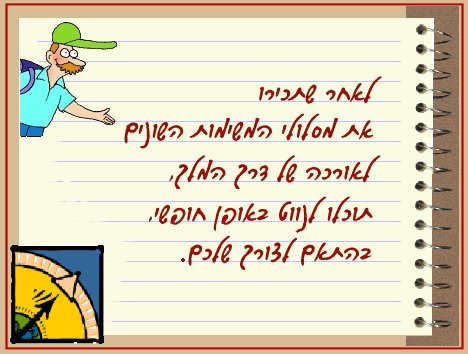 לאחר שתכירו
את מסלולי המשימות השונים
לאורכה של דרך המלך,
תוכלו לנווט באופן חופשי,
בהתאם לצורך שלכם.